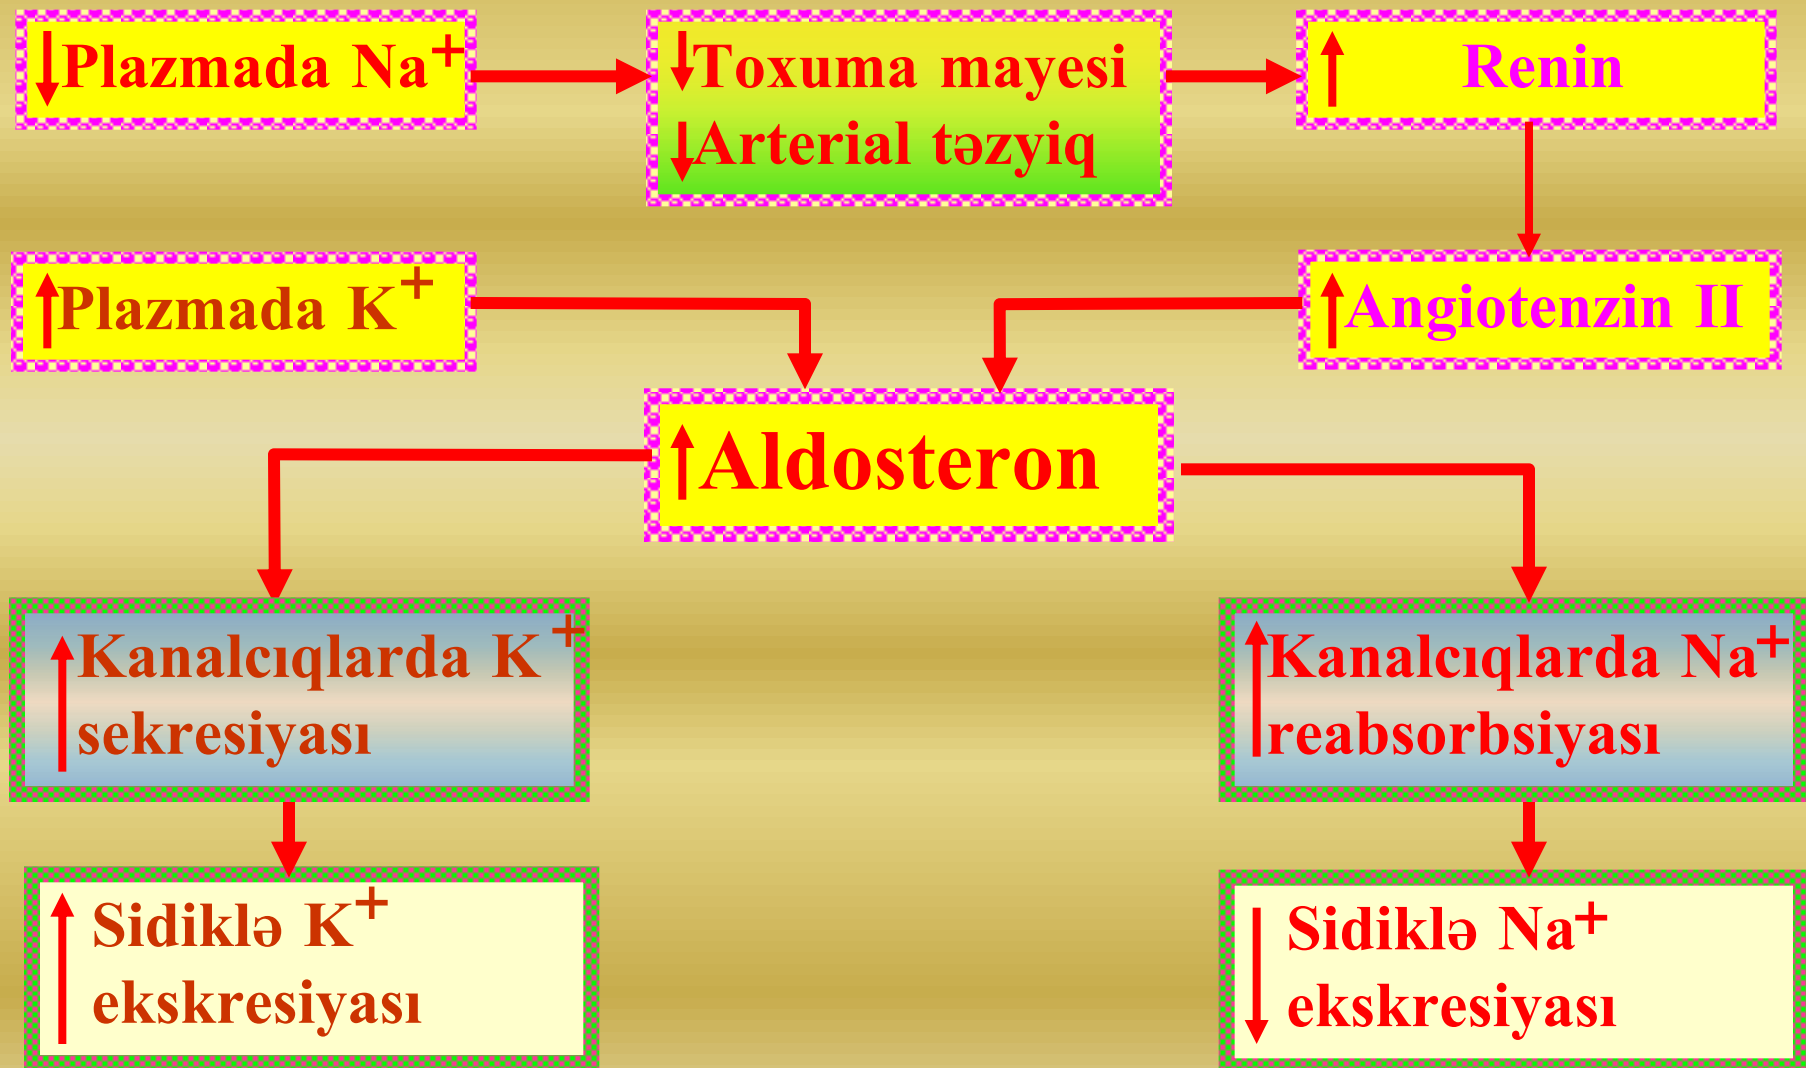 ↓Plazmada Na⁺
↓Toxuma mayesi
↓Arterial təzyiq
↑ Renin
↑Plazmada K⁺
↑Angiotenzin II
↑Aldosteron
↑Kanalcıqlarda K⁺
sekresiyası
↑Kanalcıqlarda Na⁺
reabsorbsiyası
↑Sidiklə K⁺
ekskresiyası
↓Sidiklə Na⁺
ekskresiyası